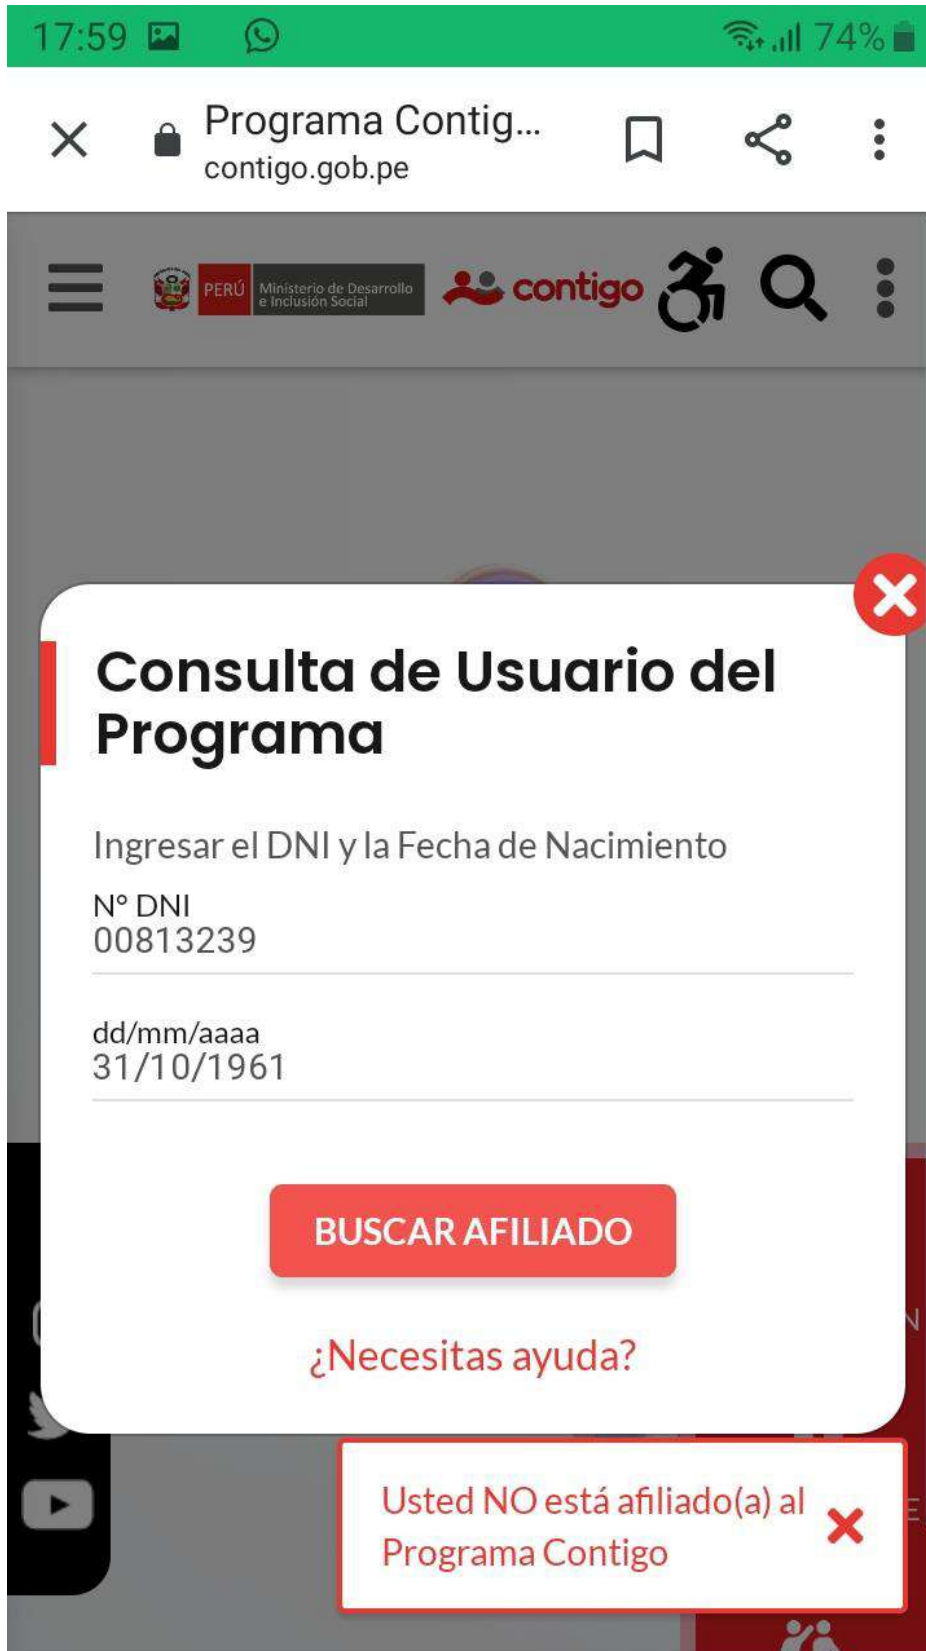 17:59
74%
Programa Contig...
contigo.gob.pe
PERÚ
Ministerio de Desarrollo
e Inclusión Social
contigo
Consulta de Usuario del
Programa
Ingresar el DNI y la Fecha de Nacimiento
N° DNI
00813239
dd/mm/aaaa
31/10/1961
BUSCAR AFILIADO
N
¿Necesitas ayuda?
Usted NO está afiliado(a) al
Programa Contigo
E